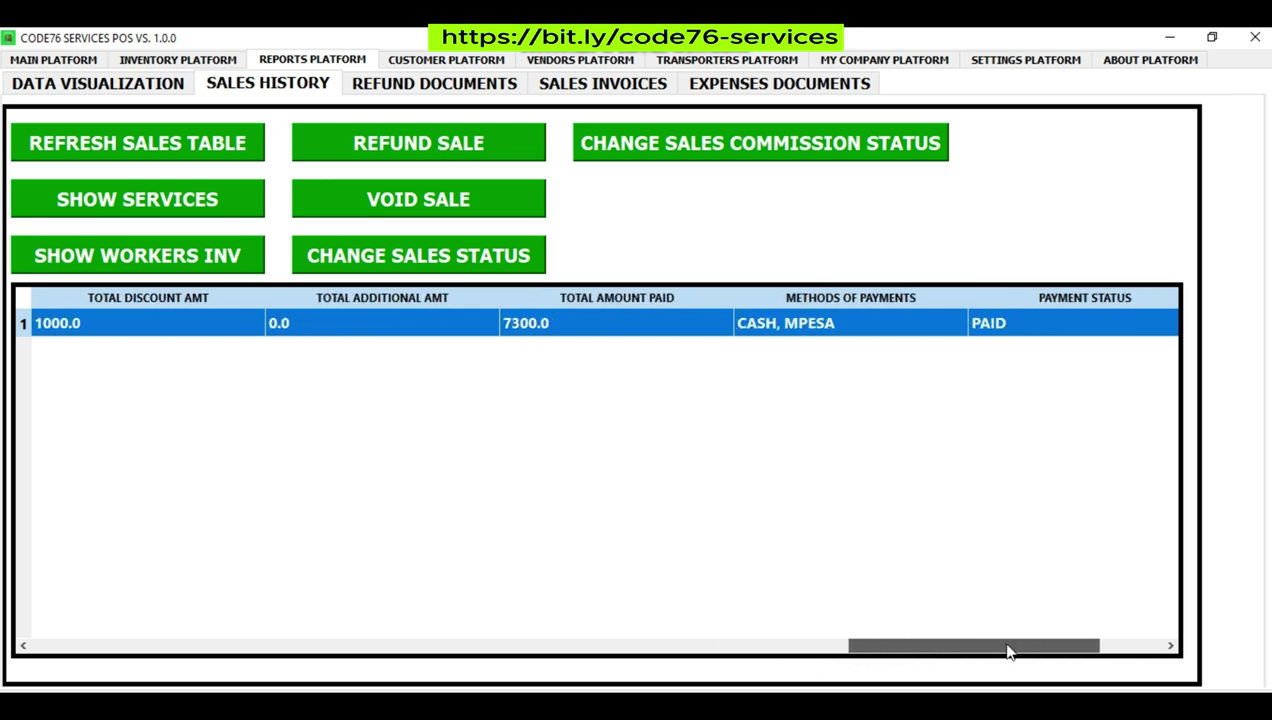 https://bit.ly/code76-services
CODE76 SERVICES POS VS. 1.0.0
MAIN PLATFORM INVENTORY PLATFORM REPORTS PLATFORM CUSTOMER PLATFORM VENDORS PLATFORM TRANSPORTERS PLATFORM MY COMPANY PLATFORM SETTINGS PLATFORM ABOUT PLATFORM
DATA VISUALIZATION SALES HISTORY REFUND DOCUMENTS SALES INVOICES EXPENSES DOCUMENTS
REFRESH SALES TABLE REFUND SALE CHANGE SALES COMMISSION STATUS
SHOW SERVICES VOID SALE
SHOW WORKERS INV CHANGE SALES STATUS
TOTAL DISCOUNT AMT TOTAL ADDITIONAL AMT TOTAL AMOUNT PAID METHODS OF PAYMENTS PAYMENT STATUS
1 1000.0 0.0 7300.0 CASH, MPESA PAID